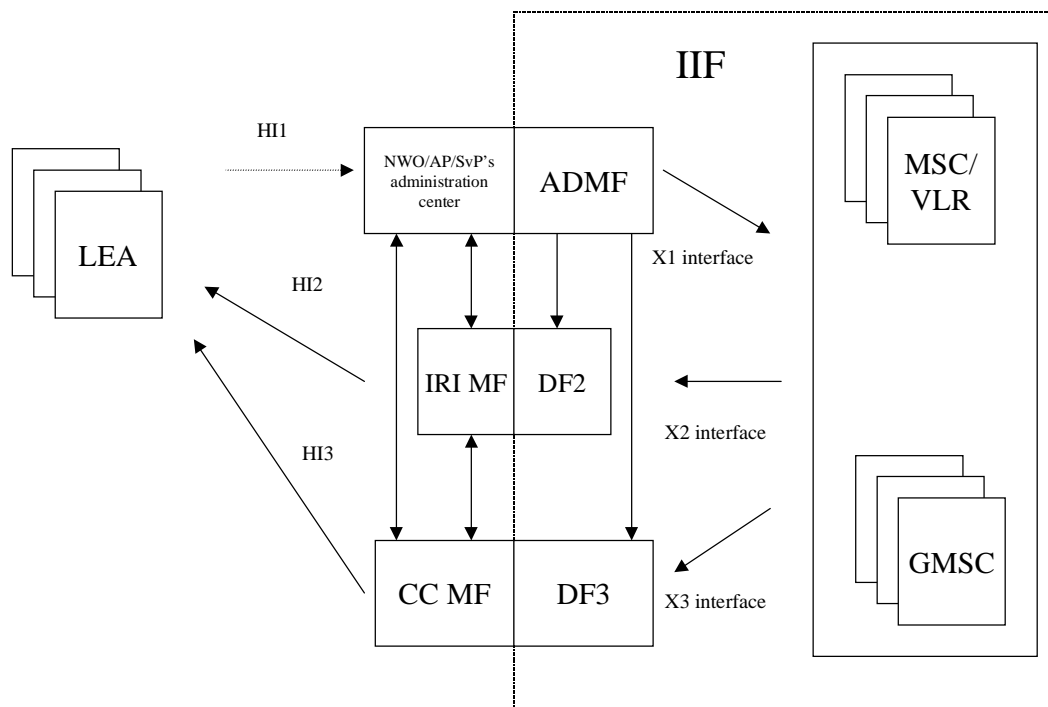 IIF
HI1
NWO/AP/SvP's
administration
center
ADMF
MSC/
VLR
LEA
X1 interface
HI2
IRI MF
DF2
X2 interface
HI3
CC MF
DF3
X3 interface
GMSC